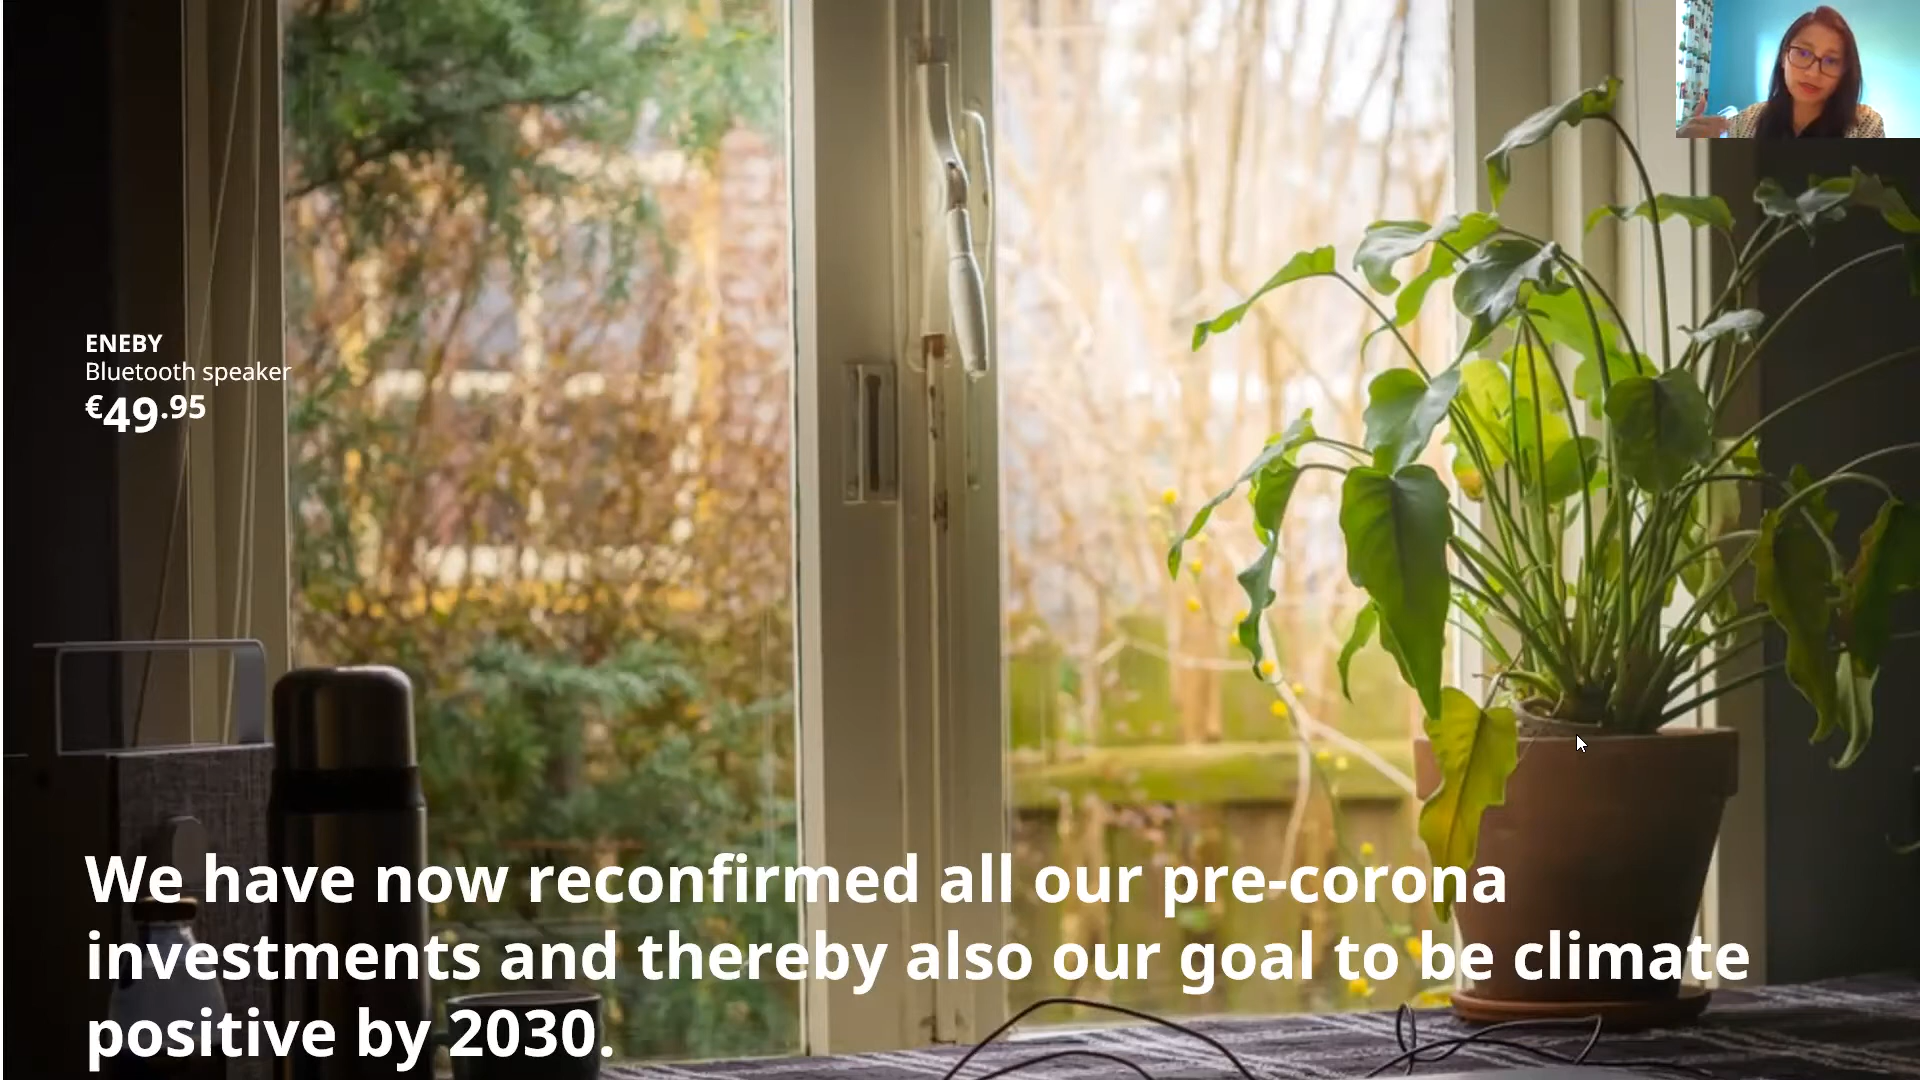 ENEBY
Bluetooth speaker
€49.95
We have now reconfirmed all our pre-corona
investments and thereby also our goal to be climate
positive by 2030.